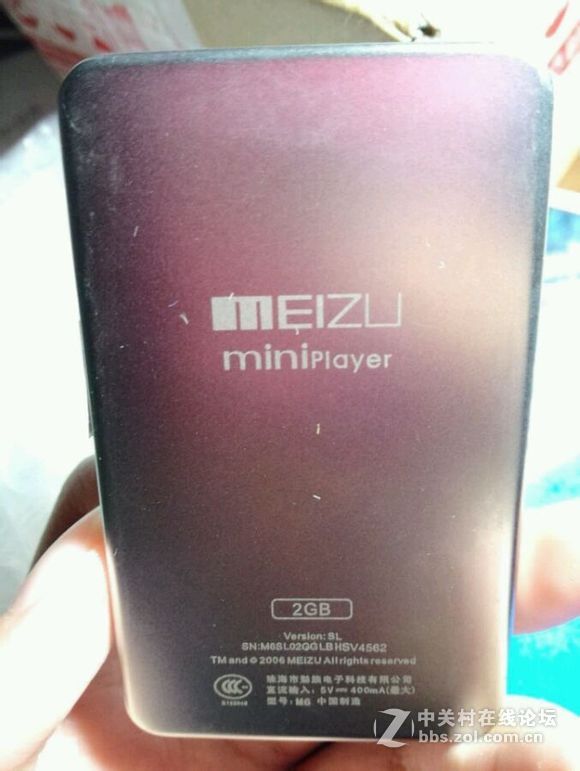 MEIZU
miniPlayer
2GB
Version: SL
SN:M6SL02GGLBHSV4562
TM and © 2006 MEIZU All rights reserved
珠海市魅族电子科技有限公司
直流输入：5V⎓400mA(最大)
型号：M6 中国制造
中关村在线论坛
bbs.zol.com.cn